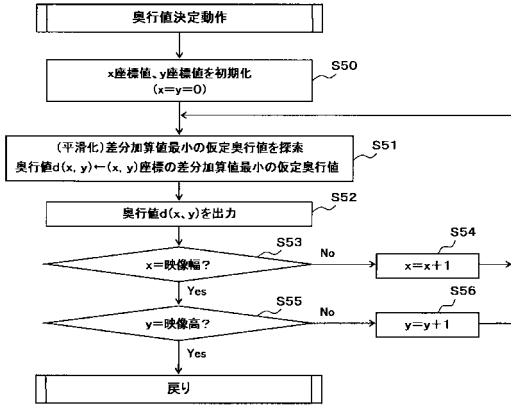 奥行値決定動作
S50
x座標値、y座標値を初期化
(x=y=0)
S51
(平滑化)差分加算値最小の仮定奥行値を探索
奥行値d(x, y)←(x, y)座標の差分加算値最小の仮定奥行値
S52
奥行値d(x, y)を出力
S53
x=映像幅?
No
S54
x=x+1
Yes
S55
y=映像高?
No
S56
y=y+1
Yes
戻り